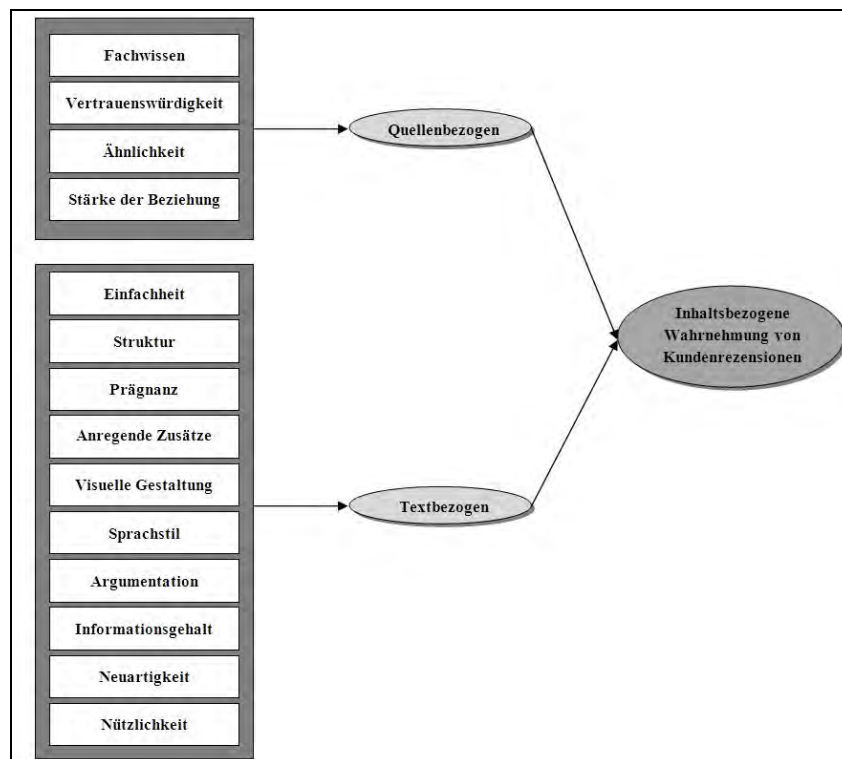 Fachwissen
Vertrauenswürdigkeit
Ähnlichkeit
Stärke der Beziehung
Quellenbezogen
Einfachheit
Struktur
Prägnanz
Anregende Zusätze
Visuelle Gestaltung
Sprachstil
Argumentation
Informationsgehalt
Neuartigkeit
Nützlichkeit
Textbezogen
Inhaltsbezogene
Wahrnehmung von
Kundenrezensionen